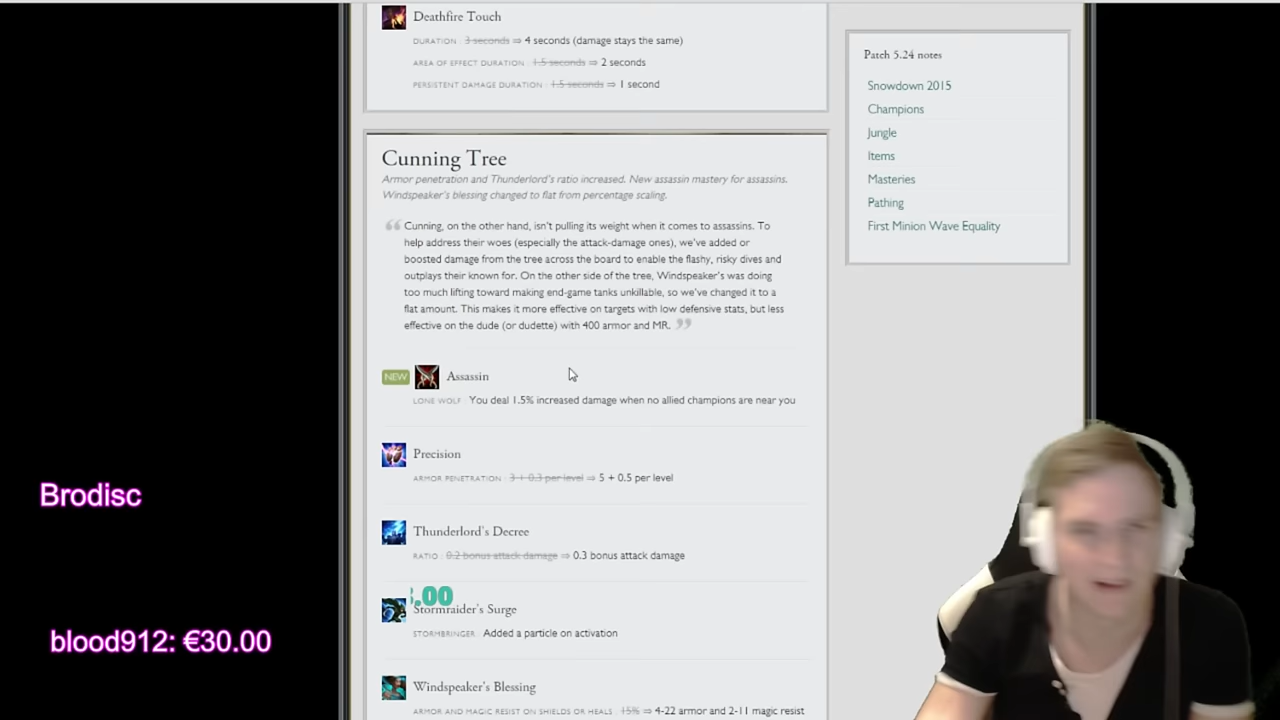 Deathfire Touch
DURATION : 3 seconds ⇒ 4 seconds (damage stays the same)
AREA OF EFFECT DURATION : 1.5 seconds ⇒ 2 seconds
PERSISTENT DAMAGE DURATION : 1.5 seconds ⇒ 1 second
Cunning Tree
Armor penetration and Thunderlord's ratio increased. New assassin mastery for assassins.
Windspeaker's blessing changed to flat from percentage scaling.
“ Cunning, on the other hand, isn't pulling its weight when it comes to assassins. To
help address their woes (especially the attack-damage ones), we've added or
boosted damage from the tree across the board to enable the flashy, risky dives and
outplays their known for. On the other side of the tree, Windspeaker's was doing
too much lifting toward making end-game tanks unkillable, so we've changed it to a
flat amount. This makes it more effective on targets with low defensive stats, but less
effective on the dude (or dudette) with 400 armor and MR. ”
NEW Assassin
LONE WOLF : You deal 1.5% increased damage when no allied champions are near you
Precision
ARMOR PENETRATION : 3 + 0.3 per level ⇒ 5 + 0.5 per level
Thunderlord's Decree
RATIO : 0.2 bonus attack damage ⇒ 0.3 bonus attack damage
.00
Stormraider's Surge
STORMBRINGER : Added a particle on activation
Windspeaker's Blessing
ARMOR AND MAGIC RESIST ON SHIELDS OR HEALS : 15% ⇒ 4-22 armor and 2-11 magic resist
Patch 5.24 notes
Snowdown 2015
Champions
Jungle
Items
Masteries
Pathing
First Minion Wave Equality
Brodisc
blood912: €30.00